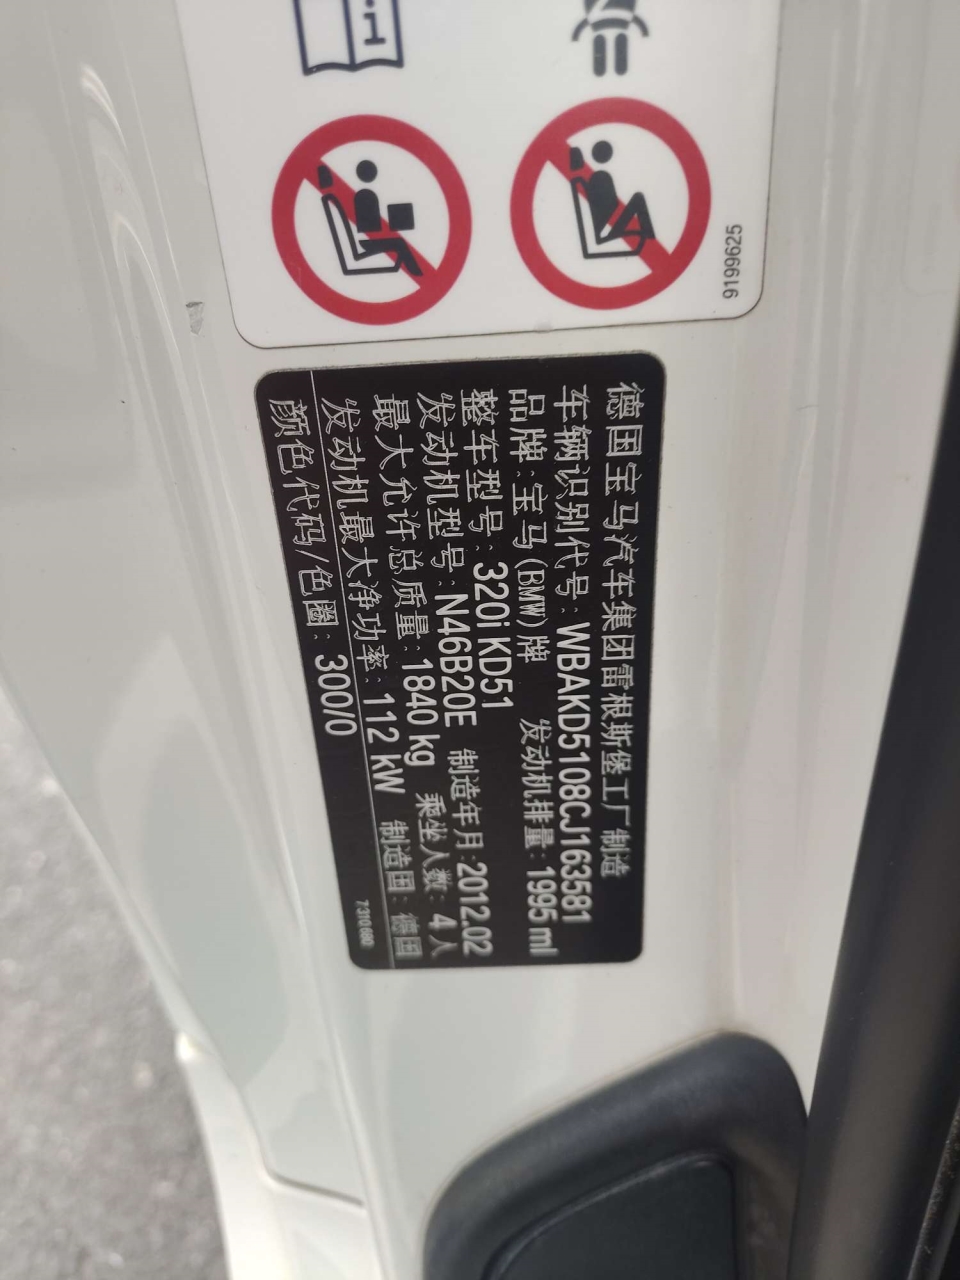 9199625
德国宝马汽车集团雷根斯堡工厂 制造
车辆识别代号: WBAKD5108CJ163581
品牌: 宝马(BMW)牌 发动机排量: 1995 ml
整车型号: 320i KD51 制造年月: 2012.02
发动机型号: N46B20E 乘坐人数: 4 人
最大允许总质量: 1840 kg 制造国: 德国
发动机最大净功率: 112 kW
颜色代码/色圈: 300/0
7310680